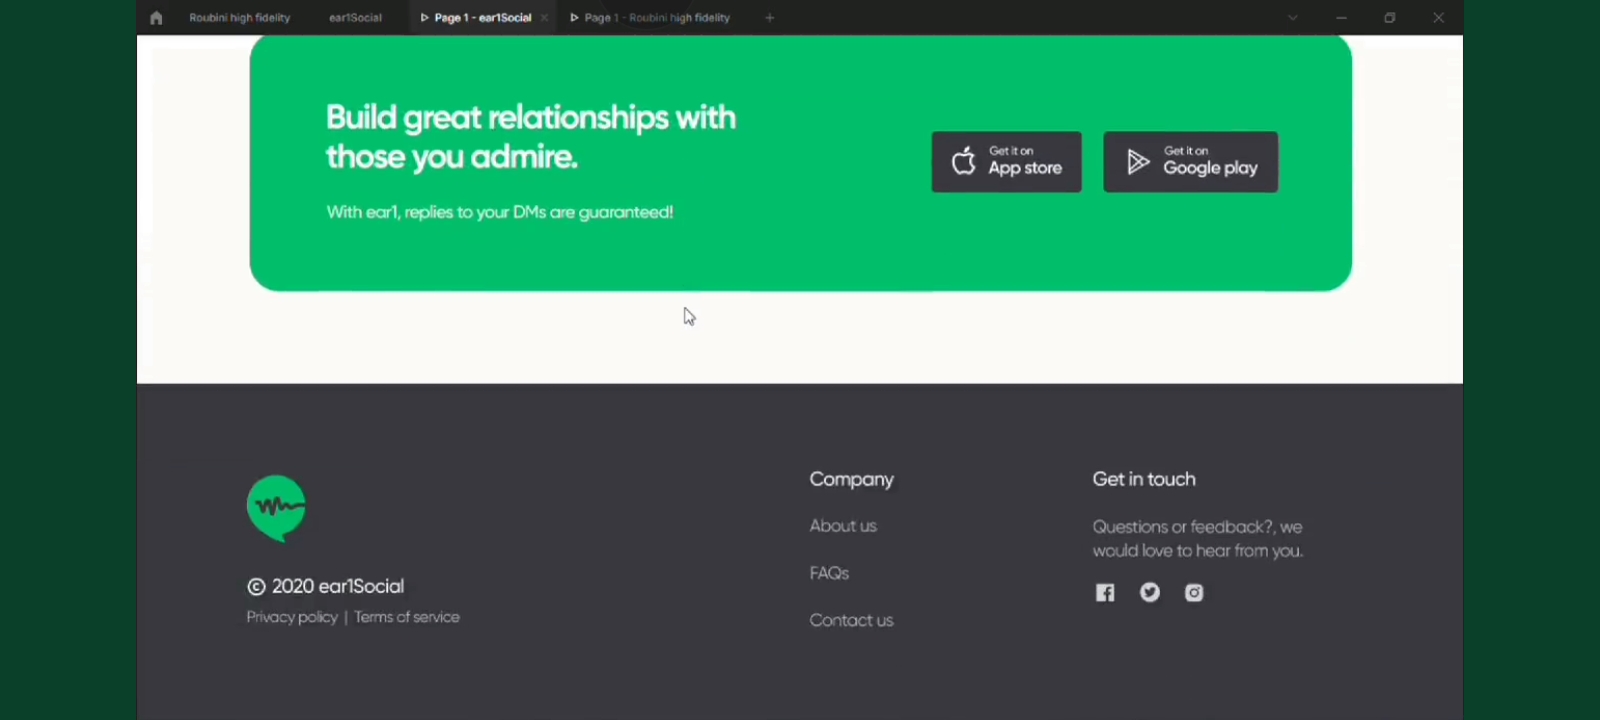 Roubini high fidelity
ear1Social
Page 1 - ear1Social
Page 1 - Roubini high fidelity
Build great relationships with
those you admire.
With ear1, replies to your DMs are guaranteed!
Get it on
App store
Get it on
Google play
© 2020 ear1Social
Privacy policy | Terms of service
Company
About us
FAQs
Contact us
Get in touch
Questions or feedback?, we
would love to hear from you.